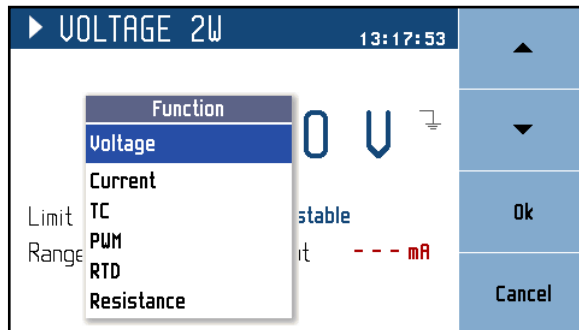 VOLTAGE 2W 13:17:53
Function
0 V
Voltage
Current
Limit TC stable
Ok
PWM
Range mA
RTD
Resistance
Cancel